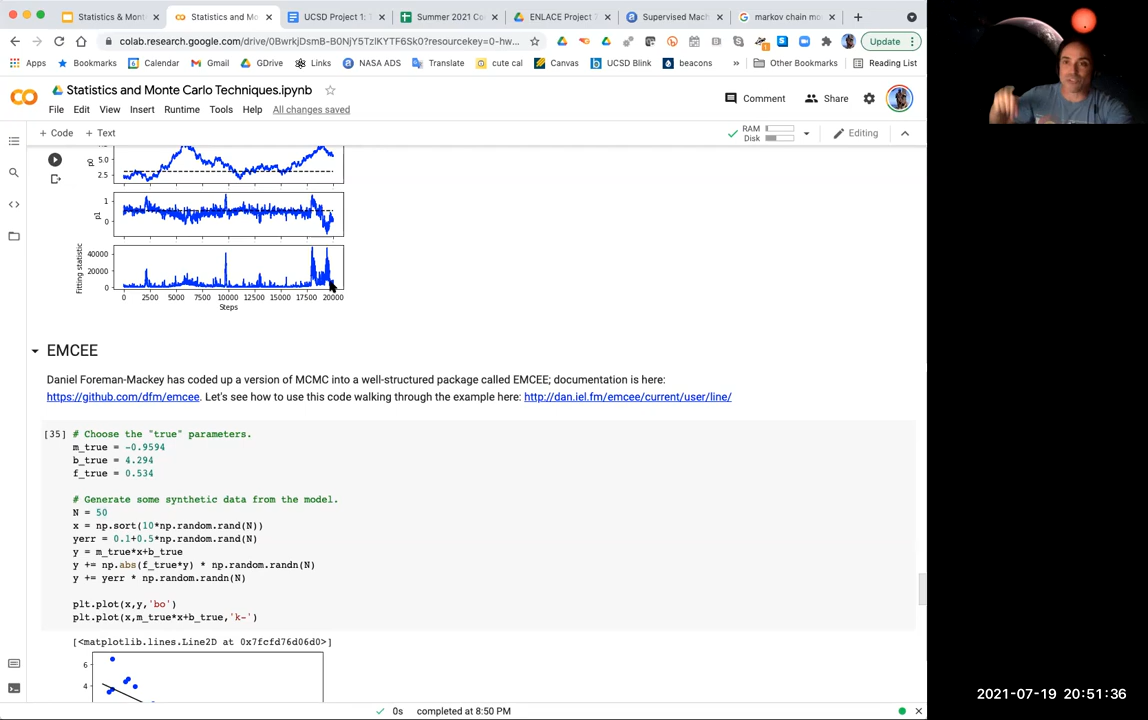 Statistics & Mont
Statistics and Mo
UCSD Project 1: T
Summer 2021 Co
ENLACE Project
Supervised Mac
markov chain mo
colab.research.google.com/drive/0BwrkjDsmB-B0NjY5TzlKYTF6Sk0?resourcekey=0-hw...
Update
Apps
Bookmarks
Calendar
Gmail
GDrive
Links
NASA ADS
Translate
cute cal
Canvas
UCSD Blink
beacons
»
Other Bookmarks
Reading List
Statistics and Monte Carlo Techniques.ipynb
File Edit View Insert Runtime Tools Help All changes saved
Comment
Share
+ Code + Text
RAM
Disk
Editing
p0
5.0
2.5
p1
1
0
Fitting statistic
40000
20000
0
0 2500 5000 7500 10000 12500 15000 17500 20000
Steps
EMCEE
Daniel Foreman-Mackey has coded up a version of MCMC into a well-structured package called EMCEE; documentation is here:
https://github.com/dfm/emcee. Let's see how to use this code walking through the example here: http://dan.iel.fm/emcee/current/user/line/
[35] # Choose the "true" parameters.
m_true = -0.9594
b_true = 4.294
f_true = 0.534
# Generate some synthetic data from the model.
N = 50
x = np.sort(10*np.random.rand(N))
yerr = 0.1+0.5*np.random.rand(N)
y = m_true*x+b_true
y += np.abs(f_true*y) * np.random.randn(N)
y += yerr * np.random.randn(N)
plt.plot(x,y,'bo')
plt.plot(x,m_true*x+b_true,'k-')
[<matplotlib.lines.Line2D at 0x7fcfd76d06d0>]
6
4
0s completed at 8:50 PM
2021-07-19 20:51:36